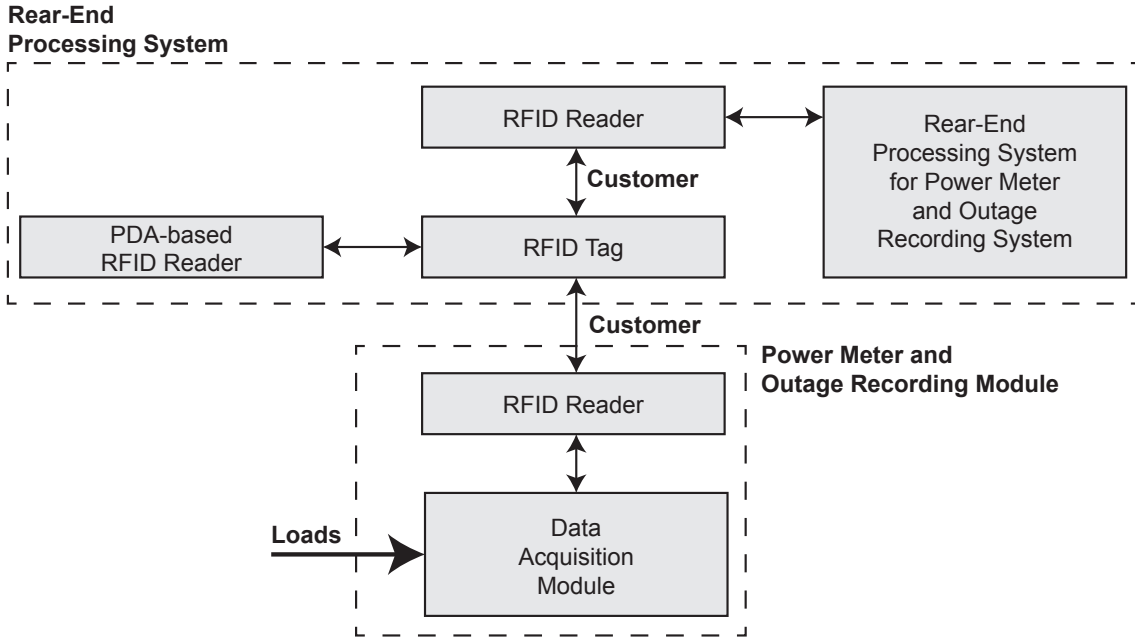 Rear-End
Processing System
RFID Reader
Rear-End
Processing System
for Power Meter
and Outage
Recording System
Customer
PDA-based
RFID Reader
RFID Tag
Customer
Power Meter and
Outage Recording Module
RFID Reader
Loads
Data
Acquisition
Module